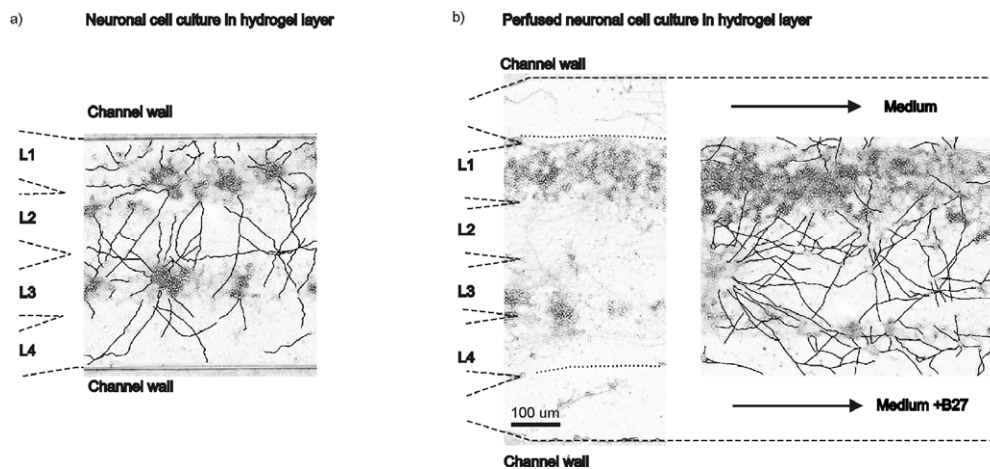 a) Neuronal cell culture in hydrogel layer
Channel wall
L1
L2
L3
L4
Channel wall
b) Perfused neuronal cell culture in hydrogel layer
Channel wall
L1
L2
L3
L4
100 um
Channel wall
Medium
Medium +B27